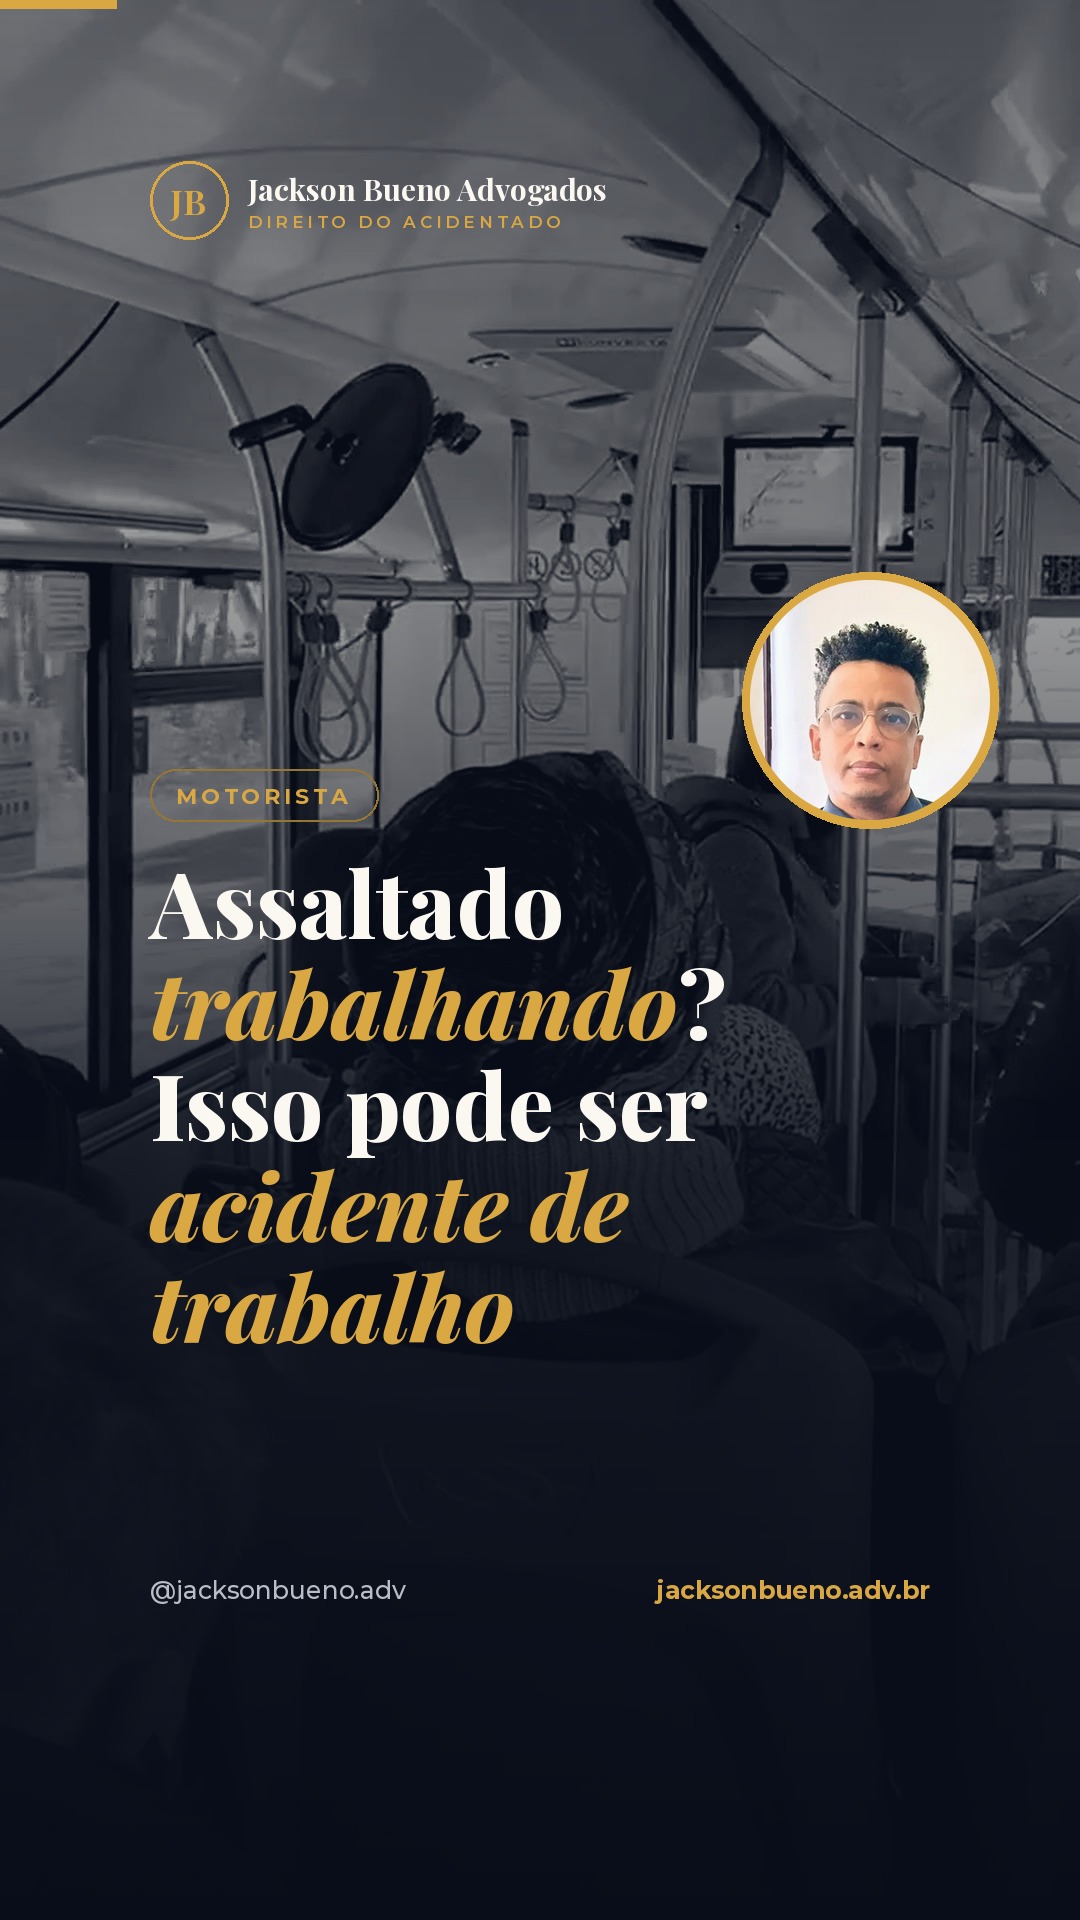 JB
Jackson Bueno Advogados
DIREITO DO ACIDENTADO
MOTORISTA
Assaltado
trabalhando?
Isso pode ser
acidente de
trabalho
@jacksonbueno.adv
jacksonbueno.adv.br